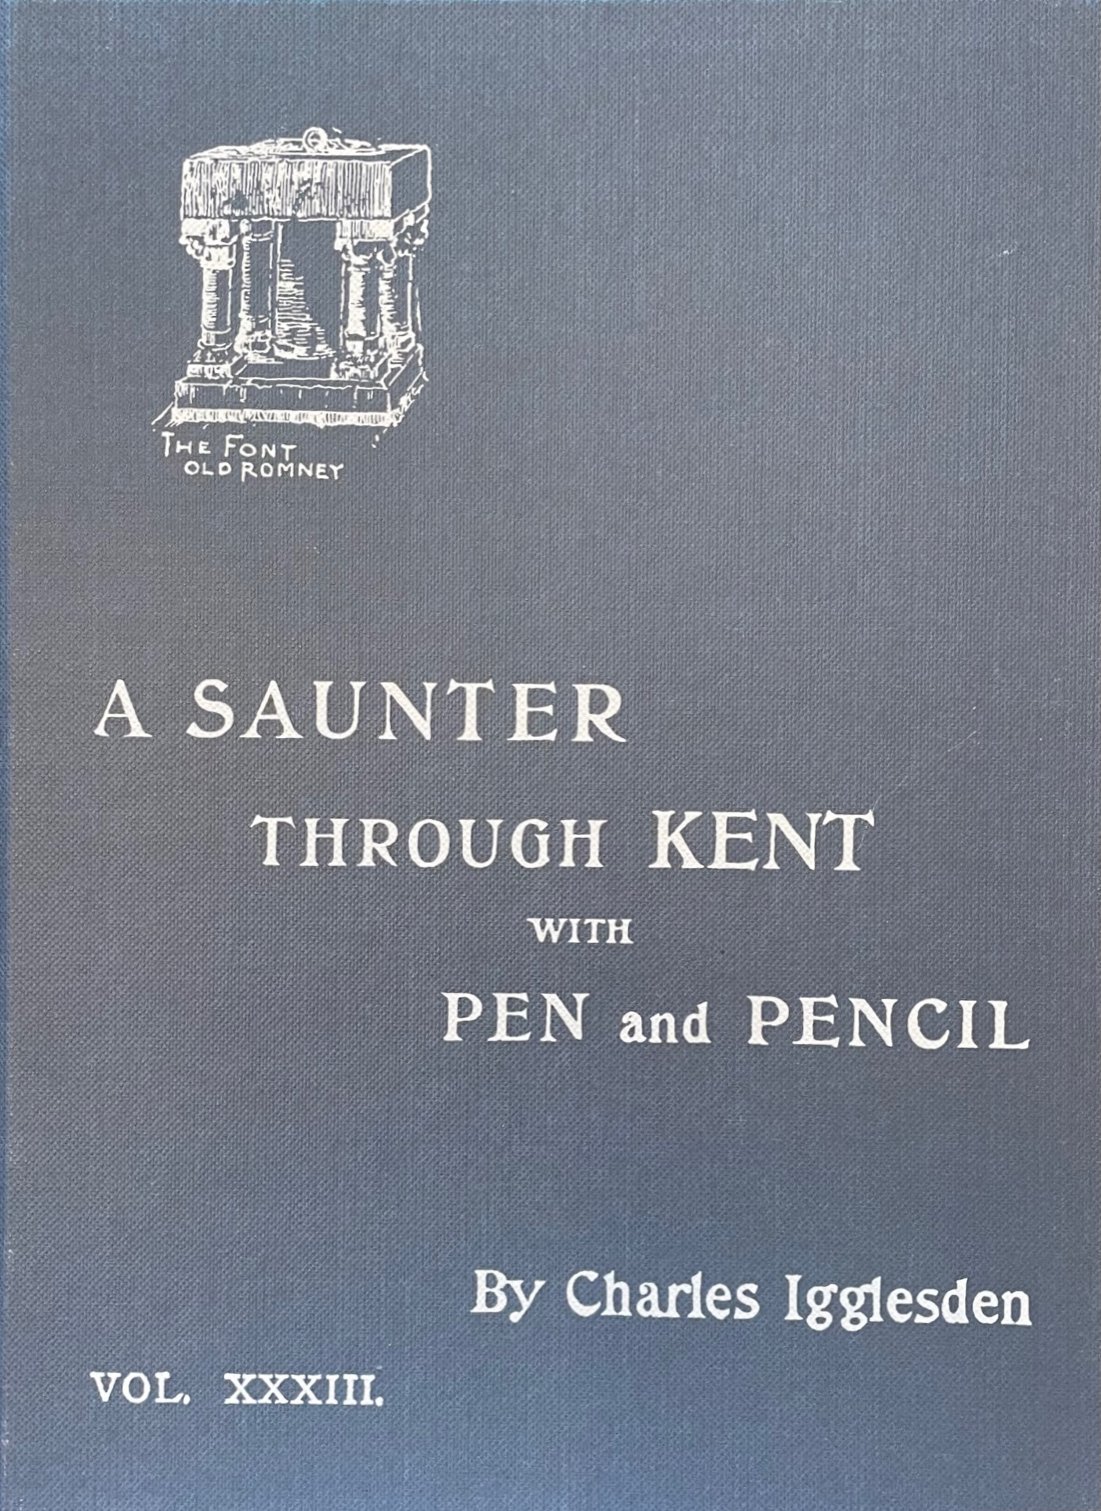 THE FONT
OLD ROMNEY
A SAUNTER
THROUGH KENT
WITH
PEN and PENCIL
By Charles Igglesden
VOL. XXXIII.